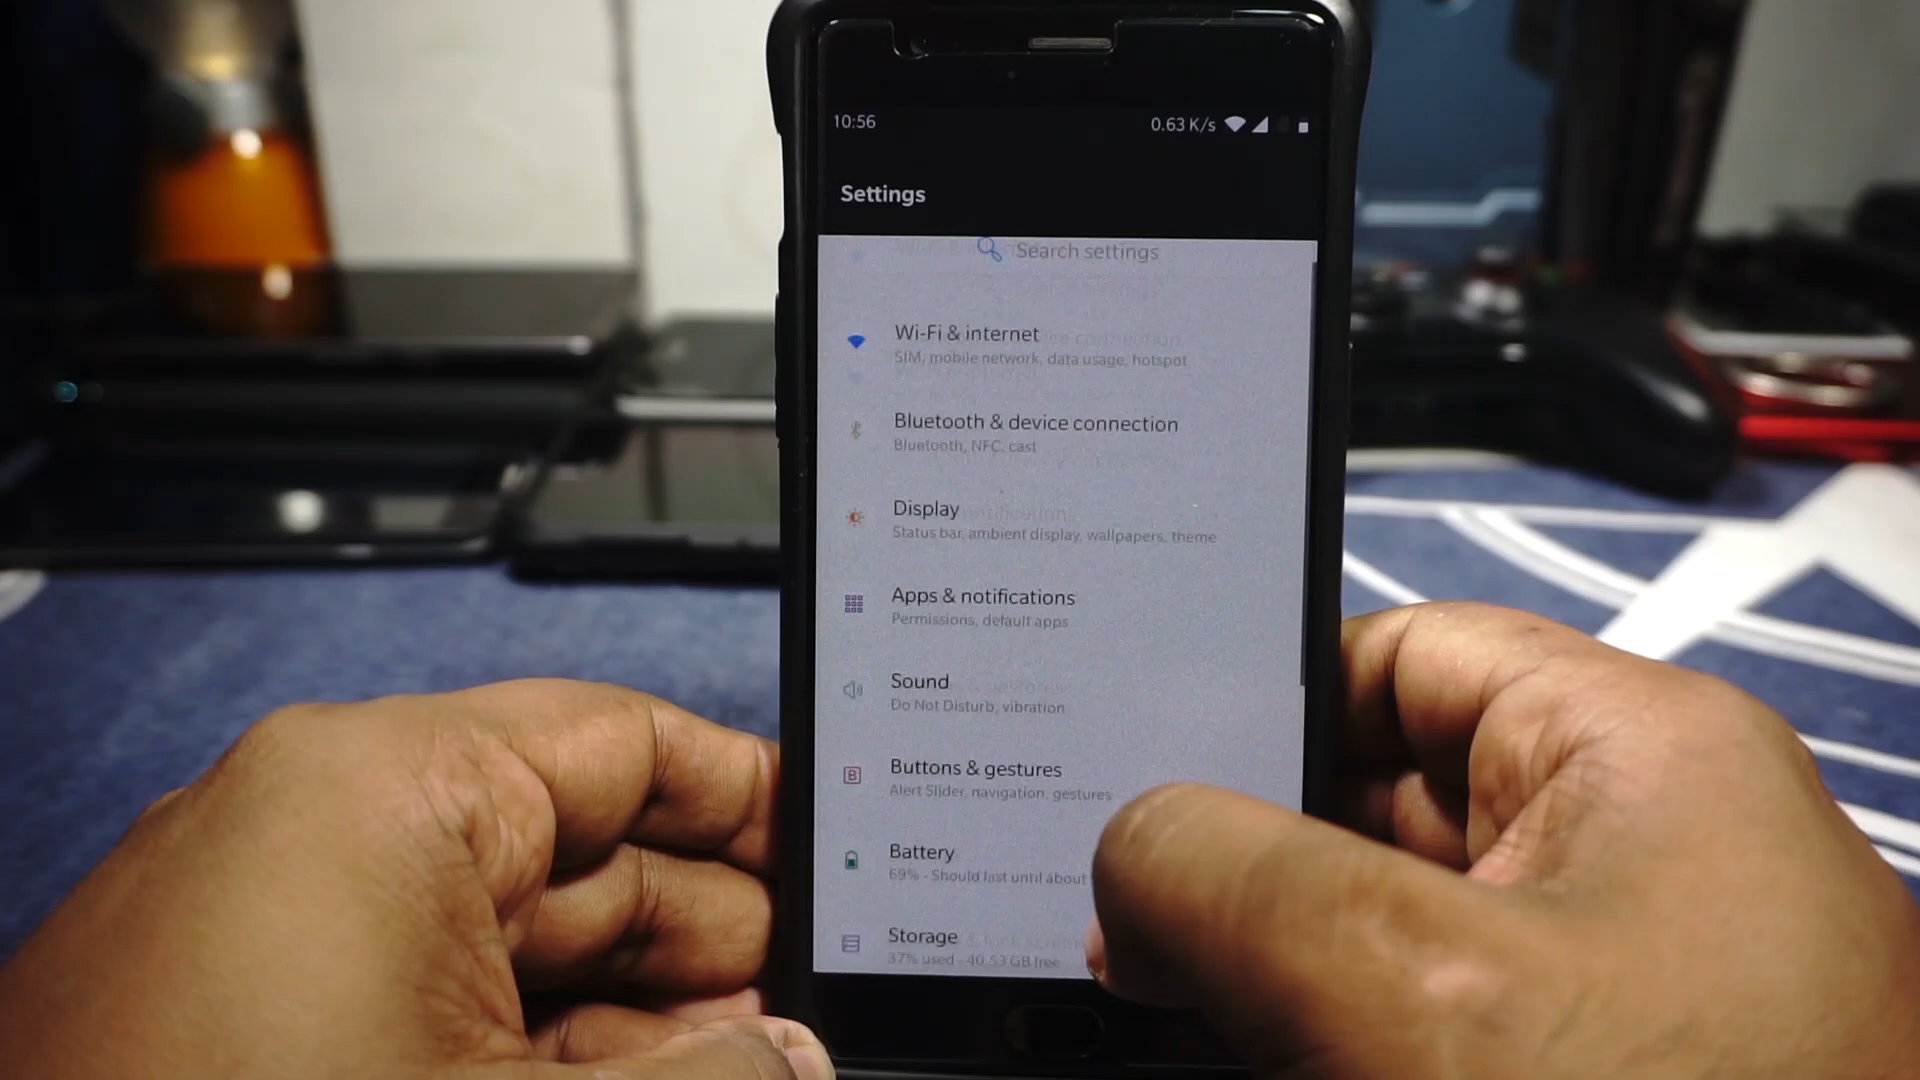 10:56 0.63 K/s
Settings
Search settings
Wi-Fi & internet
SIM, mobile network, data usage, hotspot
Bluetooth & device connection
Bluetooth, NFC, cast
Display
Status bar, ambient display, wallpapers, theme
Apps & notifications
Permissions, default apps
Sound
Do Not Disturb, vibration
B
Buttons & gestures
Alert Slider, navigation, gestures
Battery
69% - Should last until about
Storage
37% used - 40.53 GB free